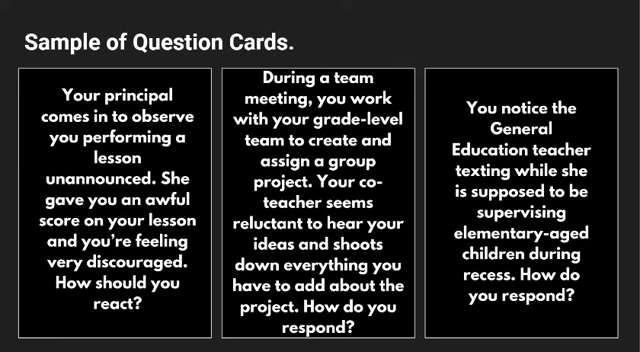 Sample of Question Cards.
Your principal
comes in to observe
you performing a
lesson
unannounced. She
gave you an awful
score on your lesson
and you're feeling
very discouraged.
How should you
react?
During a team
meeting, you work
with your grade-level
team to create and
assign a group
project. Your co-
teacher seems
reluctant to hear your
ideas and shoots
down everything you
have to add about the
project. How do you
respond?
You notice the
General
Education teacher
texting while she
is supposed to be
supervising
elementary-aged
children during
recess. How do
you respond?